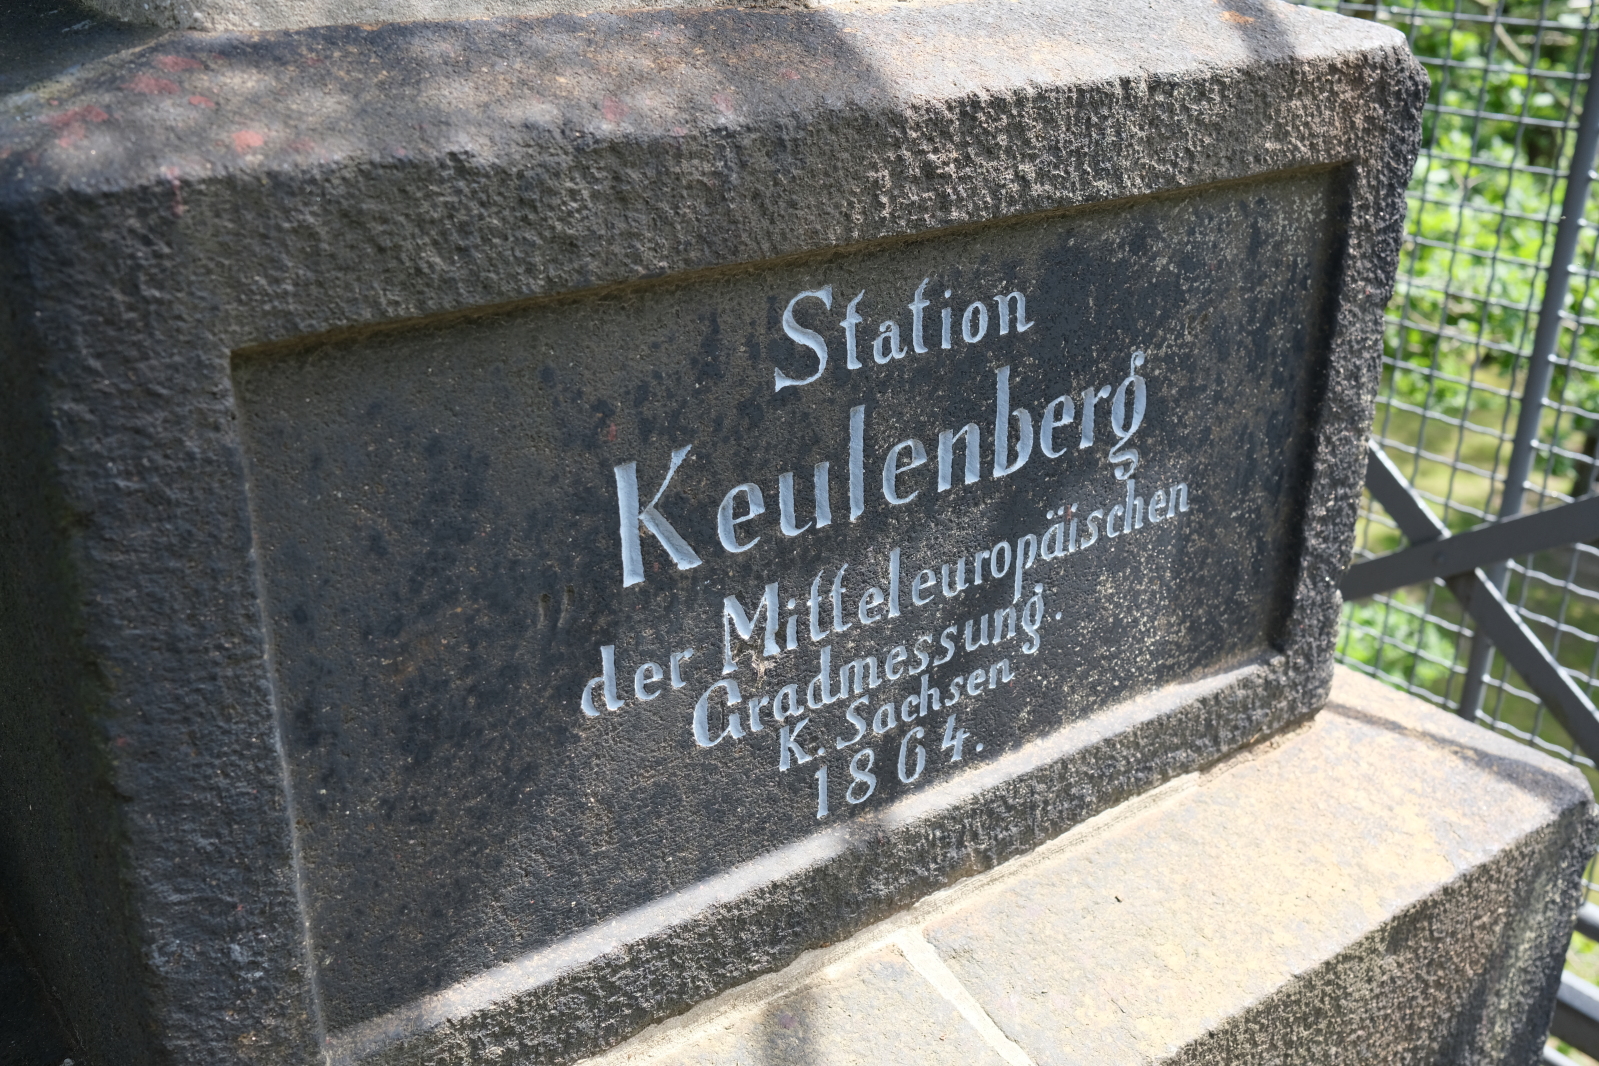 Station
Keulenberg
der Mitteleuropäischen
Gradmessung.
K. Sachsen
1864.